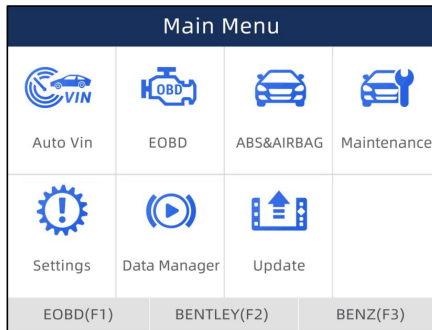 Main Menu
VIN
OBD
Auto Vin
EOBD
ABS&AIRBAG
Maintenance
Settings
Data Manager
Update
EOBD(F1)
BENTLEY(F2)
BENZ(F3)